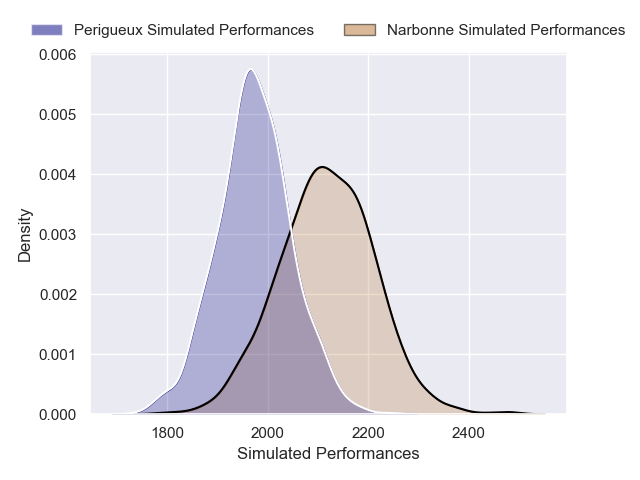 Perigueux Simulated Performances Narbonne Simulated Performances
0.006
0.005
0.004
0.003
0.002
0.001
0.000
Density
1800 2000 2200 2400
Simulated Performances